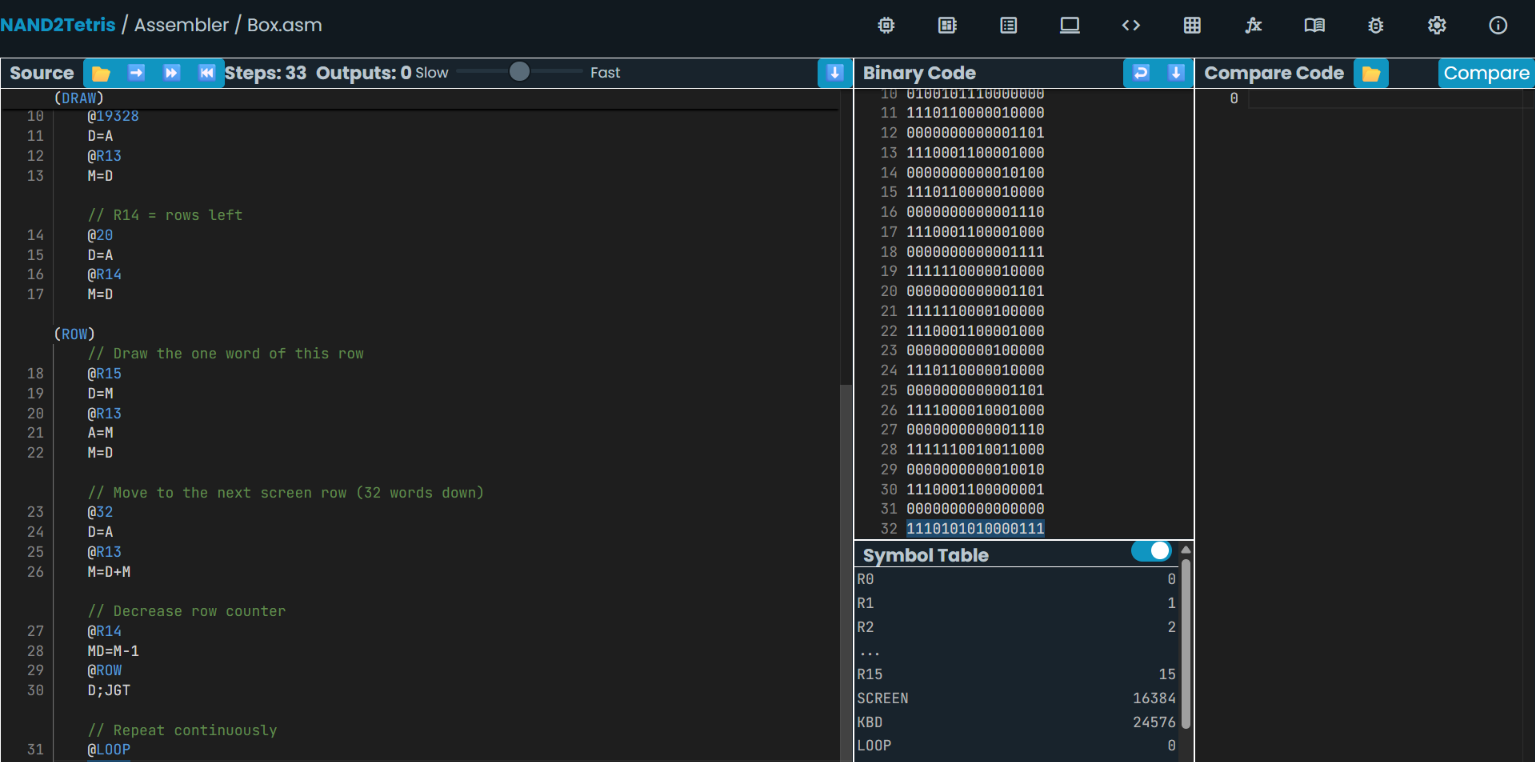 NAND2Tetris / Assembler / Box.asm
Source Steps: 33 Outputs: 0 Slow Fast
(DRAW)
10 @19328
11 D=A
12 @R13
13 M=D
// R14 = rows left
14 @20
15 D=A
16 @R14
17 M=D
(ROW)
// Draw the one word of this row
18 @R15
19 D=M
20 @R13
21 A=M
22 M=D
// Move to the next screen row (32 words down)
23 @32
24 D=A
25 @R13
26 M=D+M
// Decrease row counter
27 @R14
28 MD=M-1
29 @ROW
30 D;JGT
// Repeat continuously
31 @LOOP
Binary Code
10 0100101110000000
11 1110110000010000
12 0000000000001101
13 1110001100001000
14 0000000000010100
15 1110110000010000
16 0000000000001110
17 1110001100001000
18 0000000000001111
19 1111110000010000
20 0000000000001101
21 1111110000100000
22 1110001100001000
23 0000000000100000
24 1110110000010000
25 0000000000001101
26 1111000010001000
27 0000000000001110
28 1111110010011000
29 0000000000010010
30 1110001100000001
31 0000000000000000
32 1110101010000111
Symbol Table
R0 0
R1 1
R2 2
...
R15 15
SCREEN 16384
KBD 24576
LOOP 0
Compare Code Compare
0